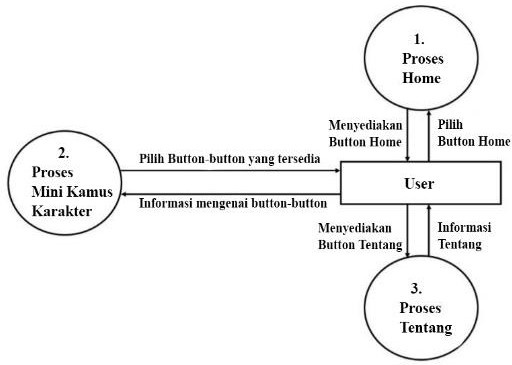 1.
Proses
Home
Menyediakan
Button Home
Pilih
Button Home
2.
Proses
Mini Kamus
Karakter
Pilih Button-button yang tersedia
Informasi mengenai button-button
User
Menyediakan
Button Tentang
Informasi
Tentang
3.
Proses
Tentang